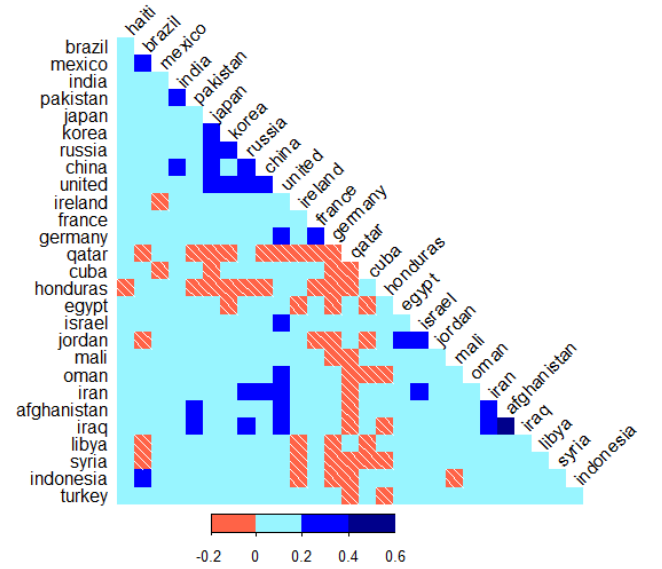 haiti
brazil
mexico
india
pakistan
japan
korea
russia
china
united
ireland
france
germany
qatar
cuba
honduras
egypt
israel
jordan
mali
oman
iran
afghanistan
iraq
libya
syria
indonesia
brazil
mexico
india
pakistan
japan
korea
russia
china
united
ireland
france
germany
qatar
cuba
honduras
egypt
israel
jordan
mali
oman
iran
afghanistan
iraq
libya
syria
indonesia
turkey
-0.2 0 0.2 0.4 0.6